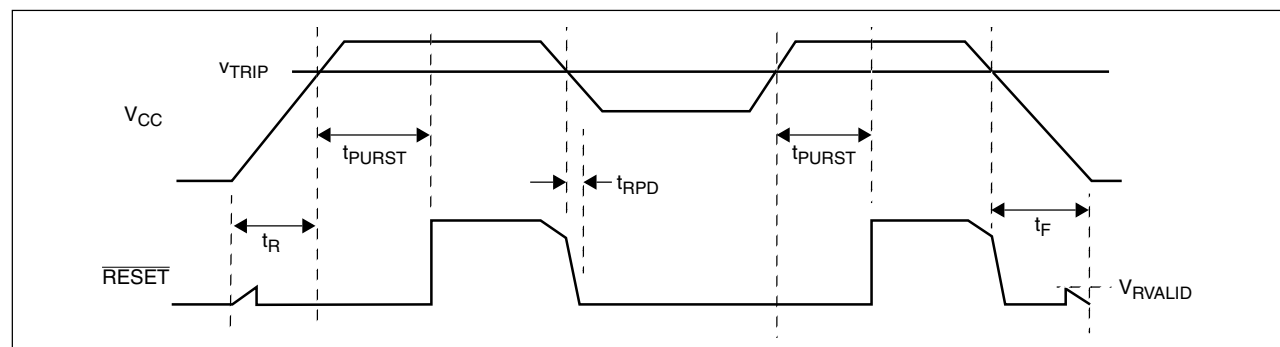 vTRIP
VCC
tPURST
tPURST
tRPD
tR
tF
RESET
VRVALID